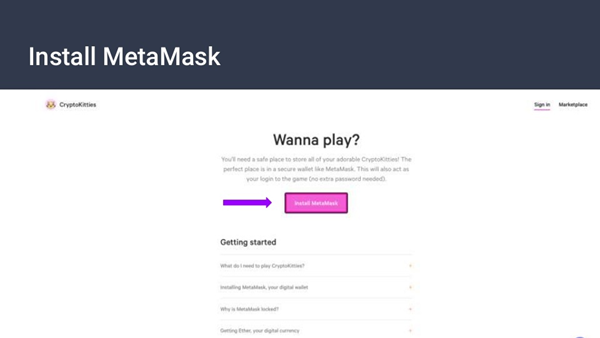 Install MetaMask
CryptoKitties
Sign in
Marketplace
Wanna play?
You'll need a safe place to store all of your adorable CryptoKitties! The
perfect place is in a secure wallet like MetaMask. This will also act as
your login to the game (no extra password needed).
Install MetaMask
Getting started
What do I need to play CryptoKitties?
Installing MetaMask, your digital wallet
Why is MetaMask locked?
Getting Ether, your digital currency